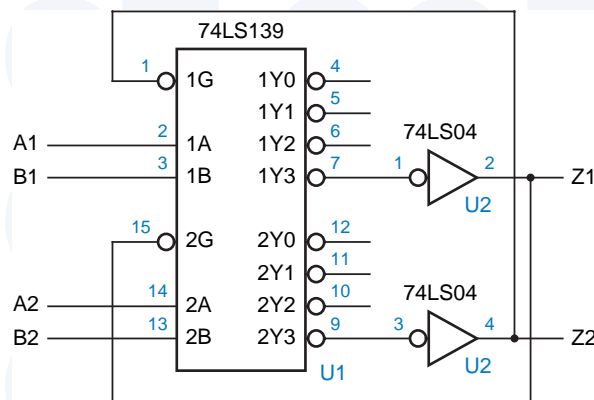 74LS139
1 1G 1Y0 4
1Y1 5
A1 2 1A 1Y2 6 74LS04
B1 3 1B 1Y3 7 1 2 Z1
U2
15 2G 2Y0 12
2Y1 11
A2 14 2A 2Y2 10 74LS04
B2 13 2B 2Y3 9 3 4 Z2
U1 U2